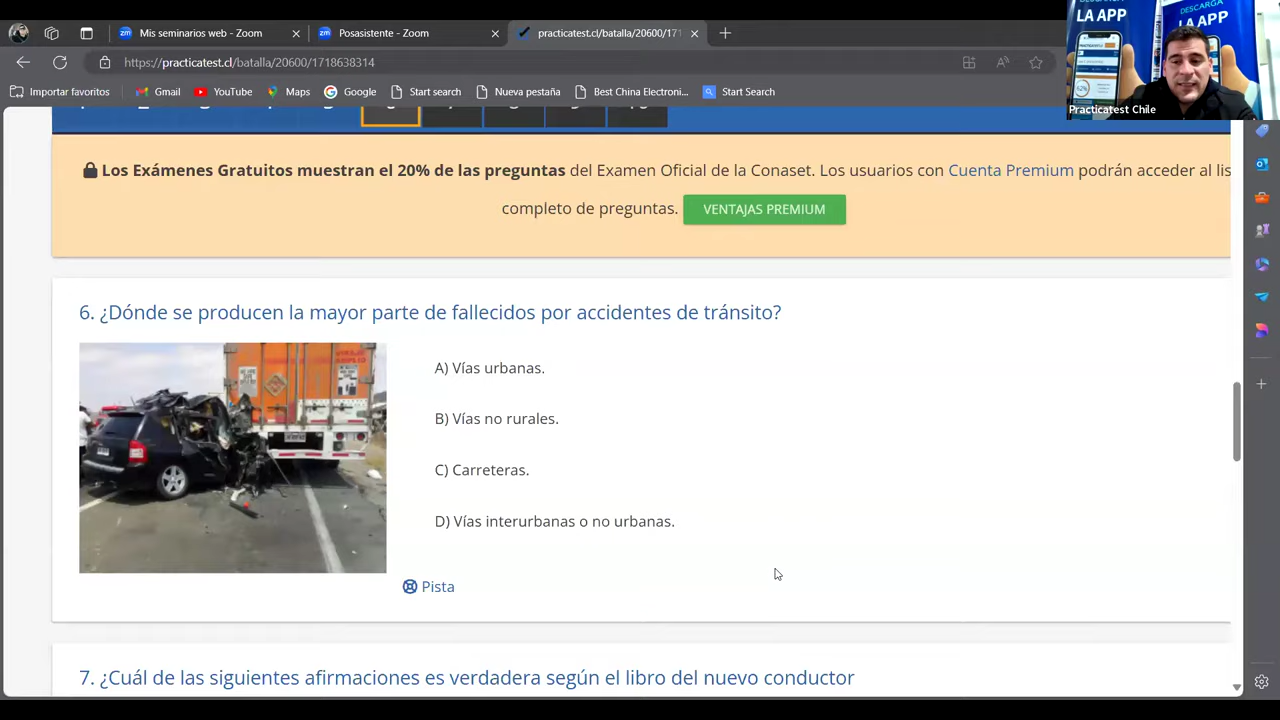 Mis seminarios web - Zoom
Posasistente - Zoom
practicatest.cl/batalla/20600/171
https://practicatest.cl/batalla/20600/1718638314
Importar favoritos
Gmail
YouTube
Maps
Google
Start search
Nueva pestaña
Best China Electroni...
Start Search
DESCARGA
LA APP
DESCARGA
LA APP
62%
Practicatest Chile
Los Exámenes Gratuitos muestran el 20% de las preguntas del Examen Oficial de la Conaset. Los usuarios con Cuenta Premium podrán acceder al lis
completo de preguntas. VENTAJAS PREMIUM
6. ¿Dónde se producen la mayor parte de fallecidos por accidentes de tránsito?
A) Vías urbanas.
B) Vías no rurales.
C) Carreteras.
D) Vías interurbanas o no urbanas.
Pista
7. ¿Cuál de las siguientes afirmaciones es verdadera según el libro del nuevo conductor